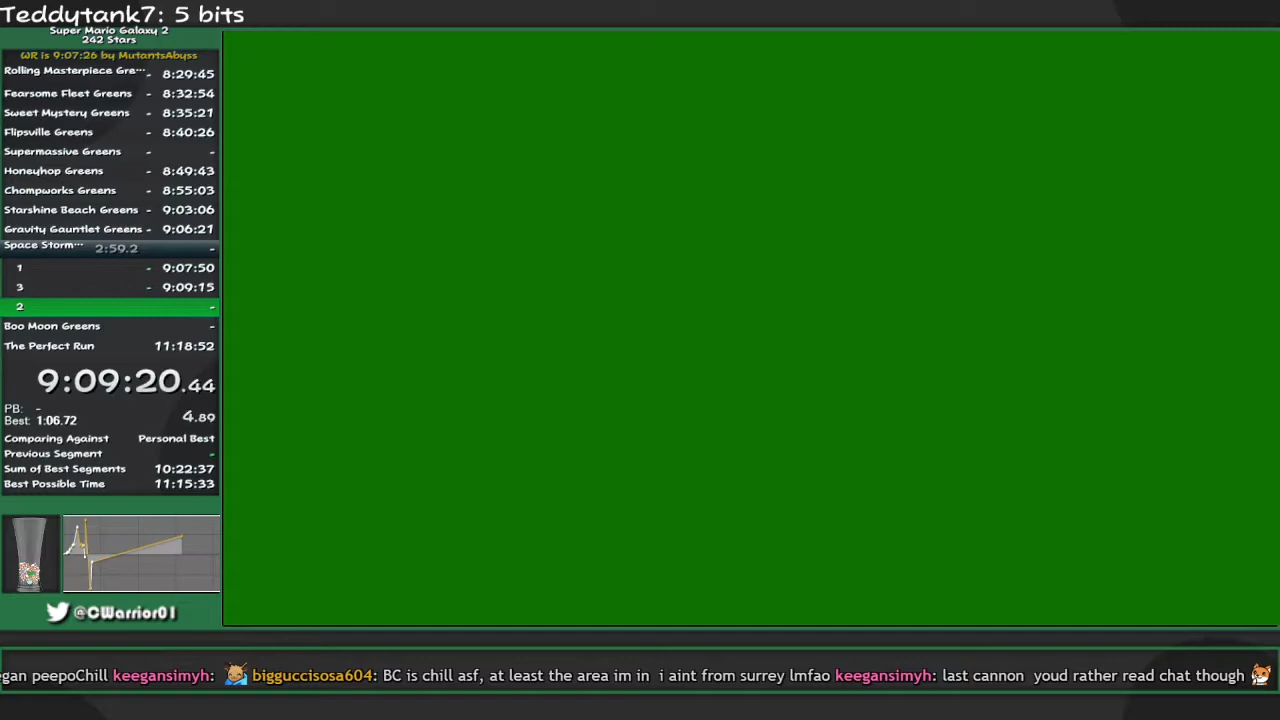 Teddytank7: 5 bits
Super Mario Galaxy 2
242 Stars
WR is 9:07:26 by MutantsAbyss
Rolling Masterpiece Gre... - 8:29:45
Fearsome Fleet Greens - 8:32:54
Sweet Mystery Greens - 8:35:21
Flipsville Greens - 8:40:26
Supermassive Greens - -
Honeyhop Greens - 8:49:43
Chompworks Greens - 8:55:03
Starshine Beach Greens - 9:03:06
Gravity Gauntlet Greens - 9:06:21
Space Storm... 2:59.2 -
1 - 9:07:50
3 - 9:09:15
2 -
Boo Moon Greens -
The Perfect Run 11:18:52
9:09:20.44
PB: -
Best: 1:06.72 4.89
Comparing Against Personal Best
Previous Segment -
Sum of Best Segments 10:22:37
Best Possible Time 11:15:33
@CWarrior01
egan peepoChill keegansimyh: bigguccisosa604: BC is chill asf, at least the area im in i aint from surrey lmfao keegansimyh: last cannon youd rather read chat though